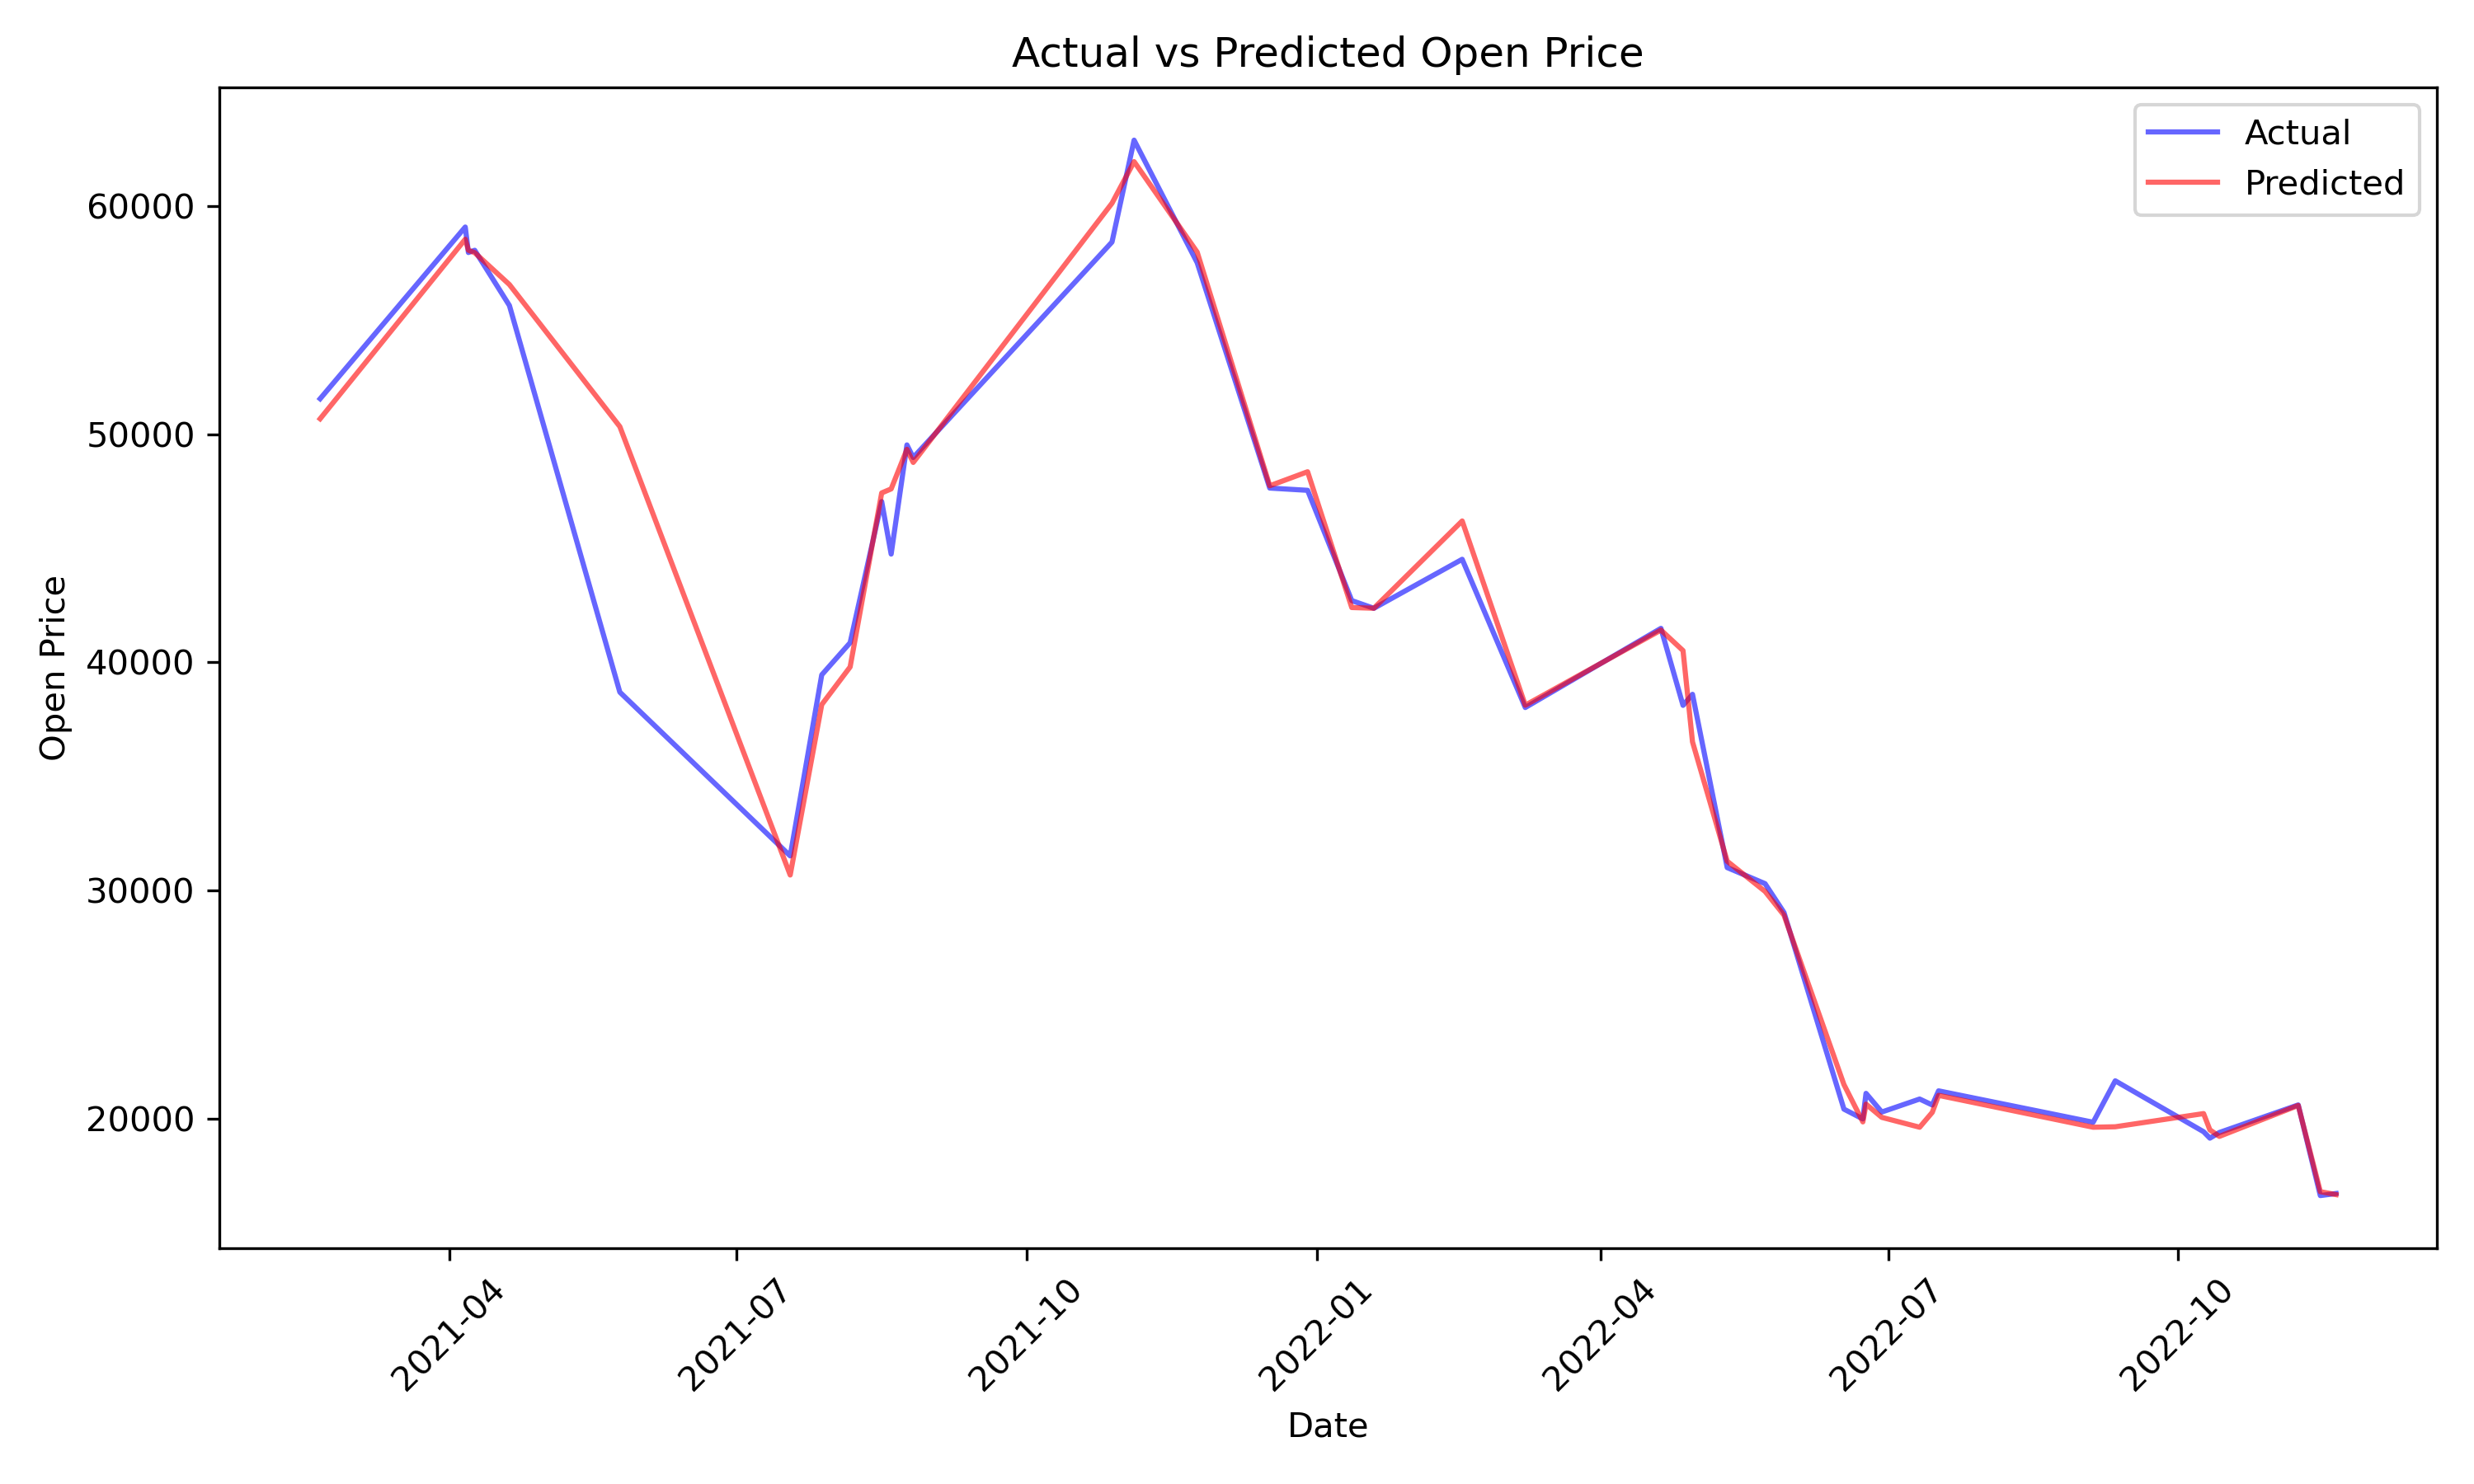 Actual vs Predicted Open Price
Actual
Predicted
Open Price
60000
50000
40000
30000
20000
2021-04
2021-07
2021-10
2022-01
2022-04
2022-07
2022-10
Date